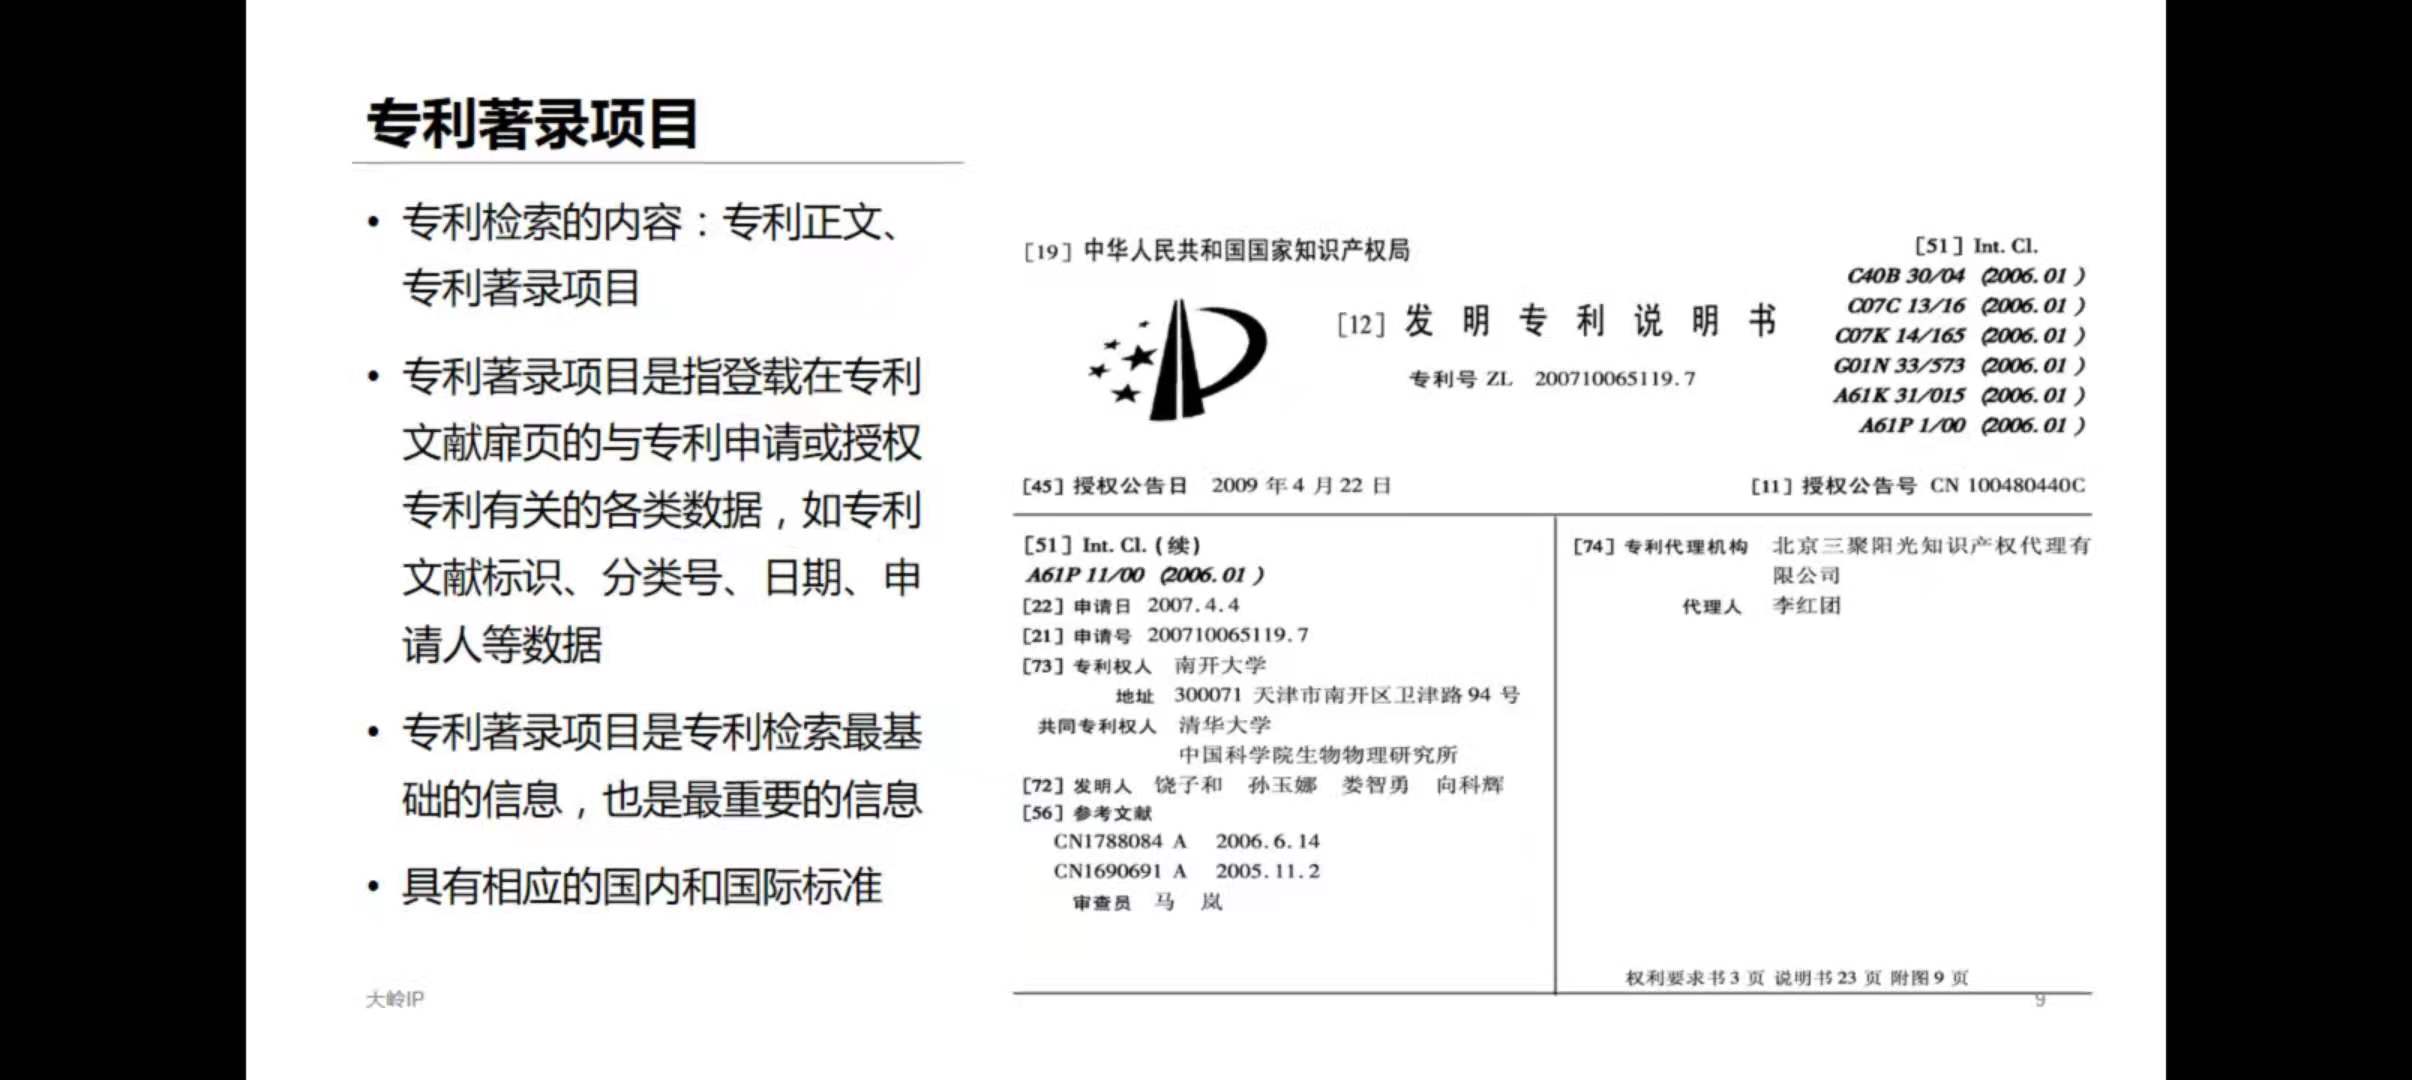 专利著录项目
• 专利检索的内容：专利正文、
专利著录项目
• 专利著录项目是指登载在专利
文献扉页的与专利申请或授权
专利有关的各类数据，如专利
文献标识、分类号、日期、申
请人等数据
• 专利著录项目是专利检索最基
础的信息，也是最重要的信息
• 具有相应的国内和国际标准
[19] 中华人民共和国国家知识产权局
[12] 发明专利说明书
专利号 ZL 200710065119.7
[51] Int. Cl.
C40B 30/04 (2006.01)
C07C 13/16 (2006.01)
C07K 14/165 (2006.01)
G01N 33/573 (2006.01)
A61K 31/015 (2006.01)
A61P 1/00 (2006.01)
[45] 授权公告日 2009 年 4 月 22 日
[11] 授权公告号 CN 100480440C
[51] Int. Cl. (续)
A61P 11/00 (2006.01)
[22] 申请日 2007.4.4
[21] 申请号 200710065119.7
[73] 专利权人 南开大学
地址 300071 天津市南开区卫津路 94 号
共同专利权人 清华大学
中国科学院生物物理研究所
[72] 发明人 饶子和 孙玉娜 娄智勇 向科辉
[56] 参考文献
CN1788084 A 2006.6.14
CN1690691 A 2005.11.2
审查员 马 岚
[74] 专利代理机构 北京三聚阳光知识产权代理有
限公司
代理人 李红团
权利要求书 3 页 说明书 23 页 附图 9 页
大岭IP
9